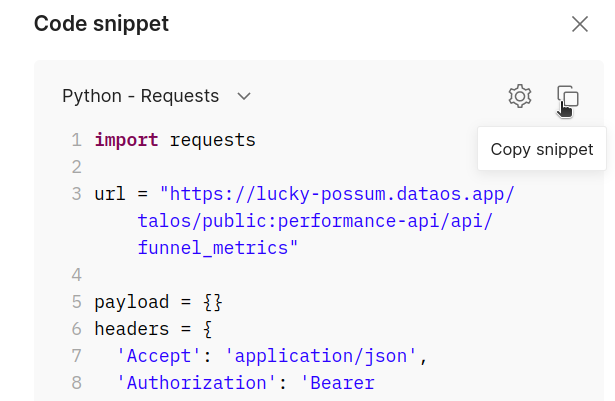 Code snippet
Python - Requests
Copy snippet
1 import requests
2
3 url = "https://lucky-possum.dataos.app/
talos/public:performance-api/api/
funnel_metrics"
4
5 payload = {}
6 headers = {
7   'Accept': 'application/json',
8   'Authorization': 'Bearer